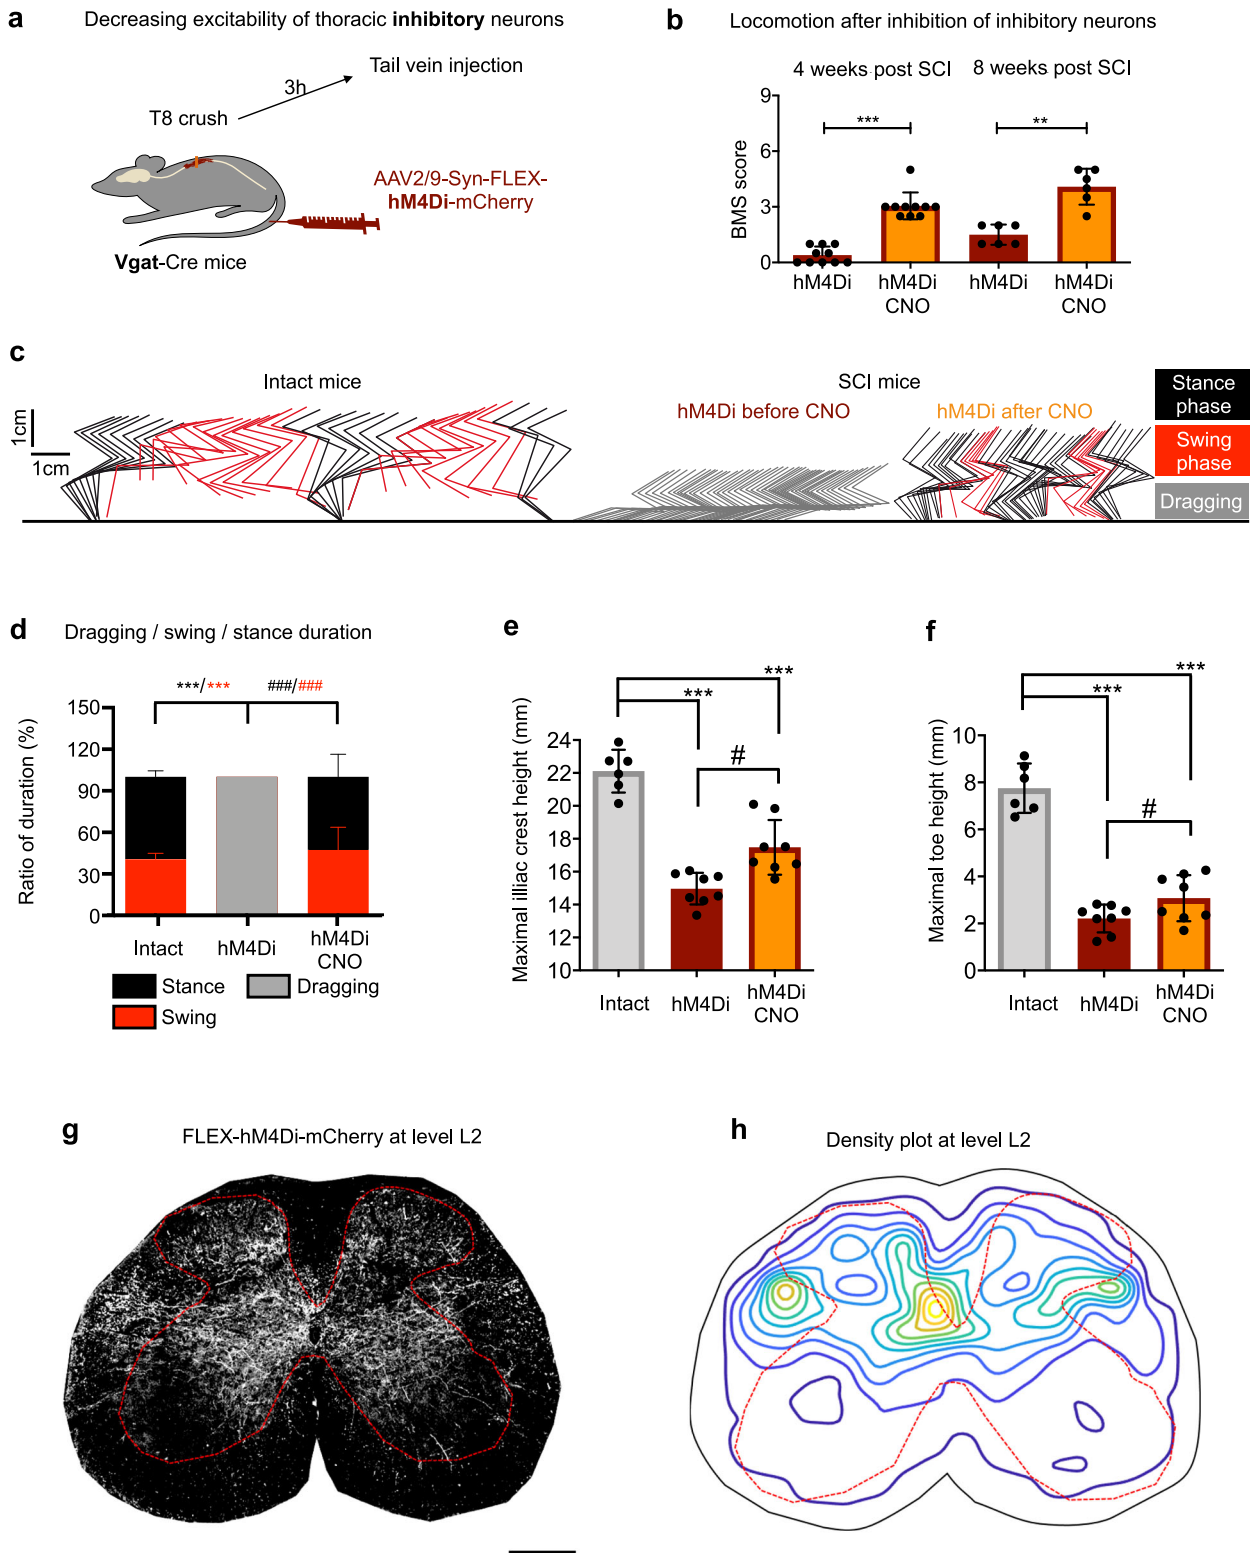 a
Decreasing excitability of thoracic inhibitory neurons
Tail vein injection
3h
T8 crush
AAV2/9-Syn-FLEX-
hM4Di-mCherry
Vgat-Cre mice
b
Locomotion after inhibition of inhibitory neurons
4 weeks post SCI
8 weeks post SCI
BMS score
9
6
3
0
***
**
hM4Di
hM4Di
CNO
hM4Di
hM4Di
CNO
c
Intact mice
SCI mice
hM4Di before CNO
hM4Di after CNO
1cm
1cm
Stance
phase
Swing
phase
Dragging
d
Dragging / swing / stance duration
***/***
###/###
Ratio of duration (%)
150
120
90
60
30
0
Intact
hM4Di
hM4Di
CNO
Stance
Dragging
Swing
e
***
***
#
Maximal illiac crest height (mm)
24
22
20
18
16
14
12
10
Intact
hM4Di
hM4Di
CNO
f
***
***
#
Maximal toe height (mm)
10
8
6
4
2
0
Intact
hM4Di
hM4Di
CNO
g
FLEX-hM4Di-mCherry at level L2
h
Density plot at level L2